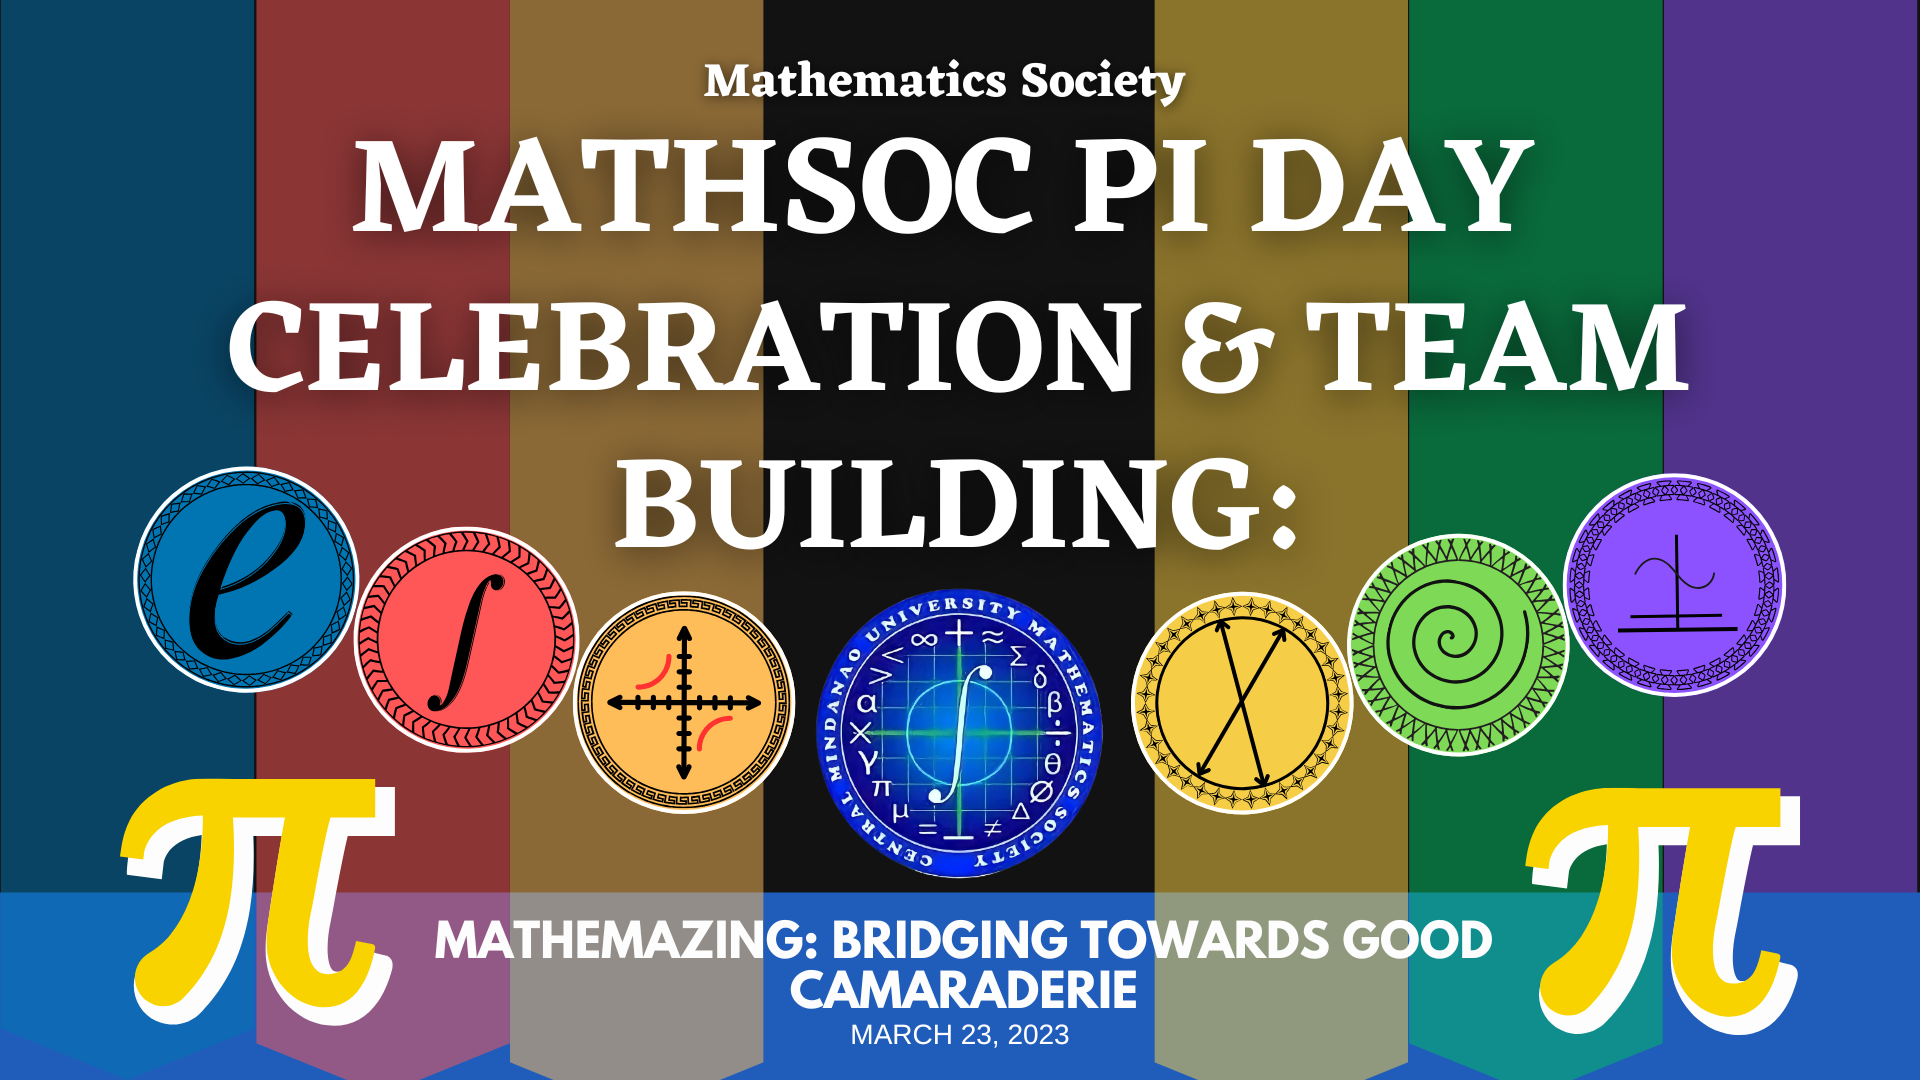 Mathematics Society
MATHSOC PI DAY
CELEBRATION & TEAM
BUILDING:
e
∫
CENTRAL MINDANAO UNIVERSITY MATHEMATICS SOCIETY
∞ + ≈ Σ δ β ÷ θ Ø Δ ≠ − = μ π γ × α > <
∫
π
π
MATHEMAZING: BRIDGING TOWARDS GOOD
CAMARADERIE
MARCH 23, 2023